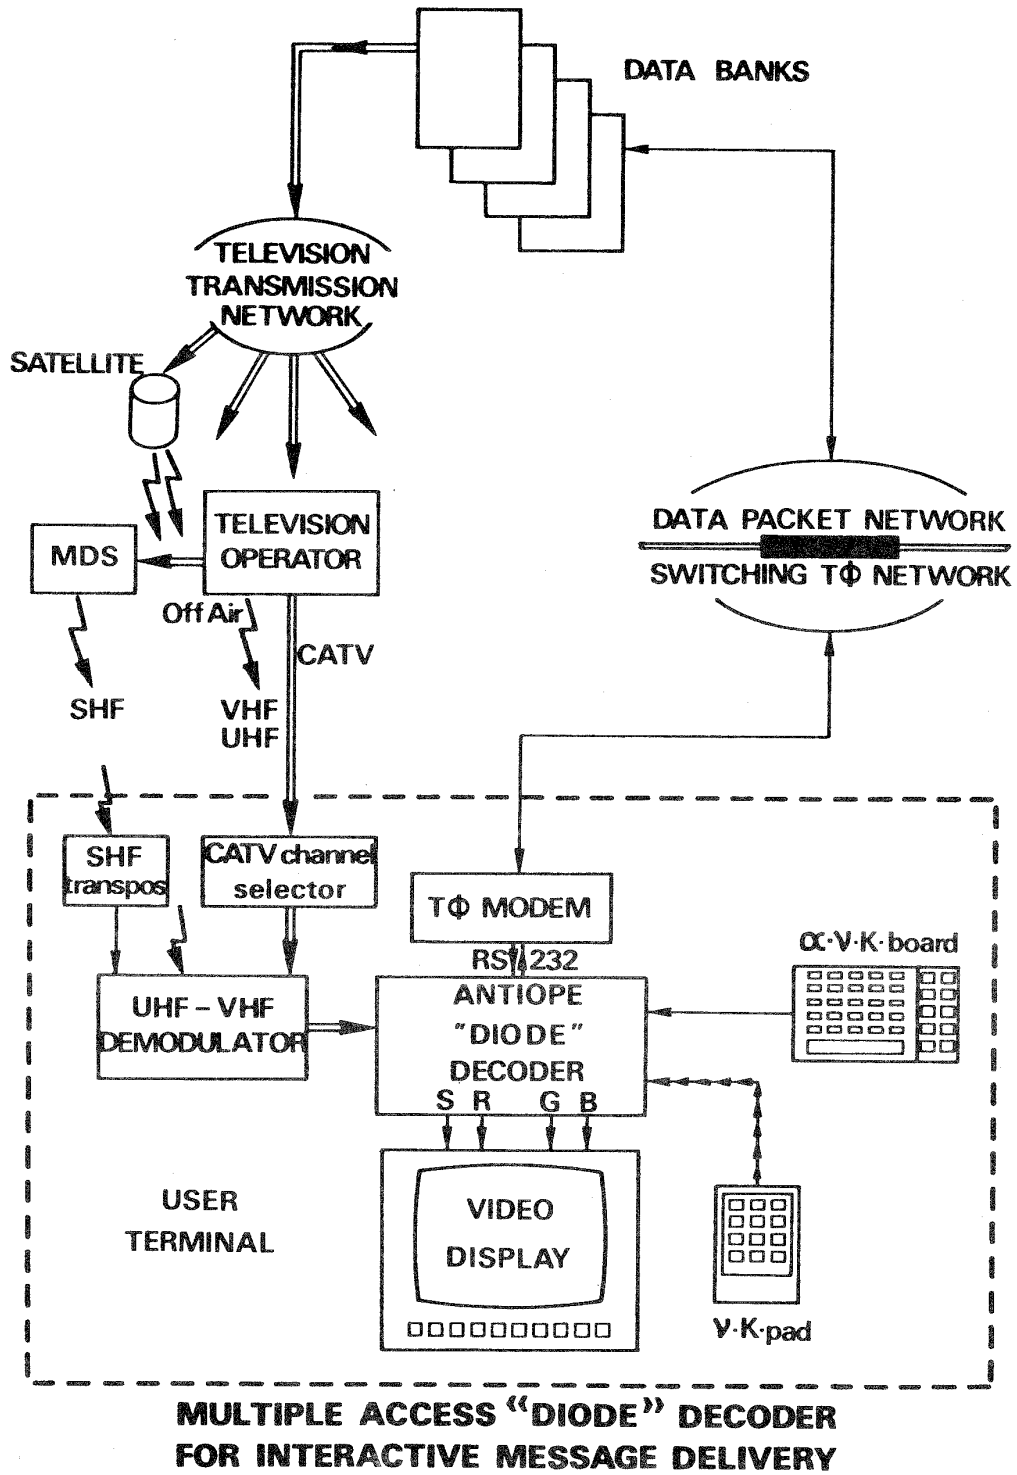 DATA BANKS
TELEVISION
TRANSMISSION
NETWORK
SATELLITE
TELEVISION
OPERATOR
MDS
DATA PACKET NETWORK
SWITCHING TΦ NETWORK
Off Air
CATV
SHF
VHF
UHF
SHF
transpos
CATV channel
selector
TΦ MODEM
RS 232
α·ν·K·board
UHF – VHF
DEMODULATOR
ANTIOPE
"DIODE"
DECODER
S R G B
USER
TERMINAL
VIDEO
DISPLAY
ν·K·pad
MULTIPLE ACCESS “DIODE” DECODER
FOR INTERACTIVE MESSAGE DELIVERY